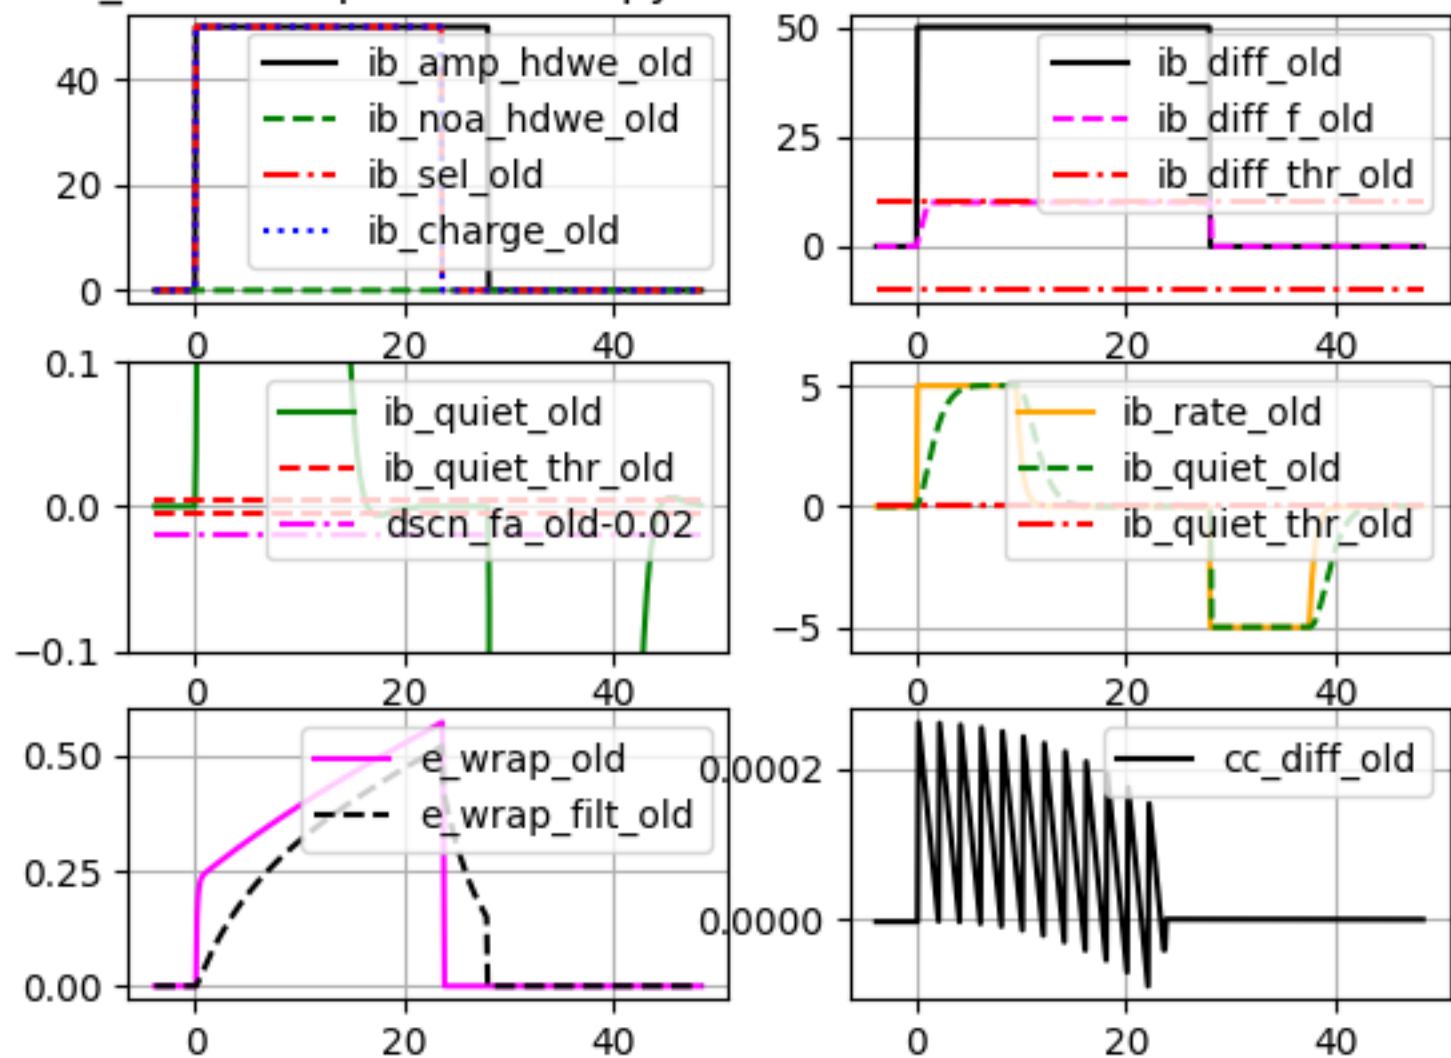 50
40
20
0
ib_amp_hdwe_old
ib_noa_hdwe_old
ib_sel_old
ib_charge_old
0 20 40
50
25
0
ib_diff_old
ib_diff_f_old
ib_diff_thr_old
0 20 40
0.1
0.0
−0.1
ib_quiet_old
ib_quiet_thr_old
dscn_fa_old-0.02
0 20 40
5
0
−5
ib_rate_old
ib_quiet_old
ib_quiet_thr_old
0 20 40
0.50
0.25
0.00
e_wrap_old
e_wrap_filt_old
0 20 40
0.0002
0.0000
cc_diff_old
0 20 40